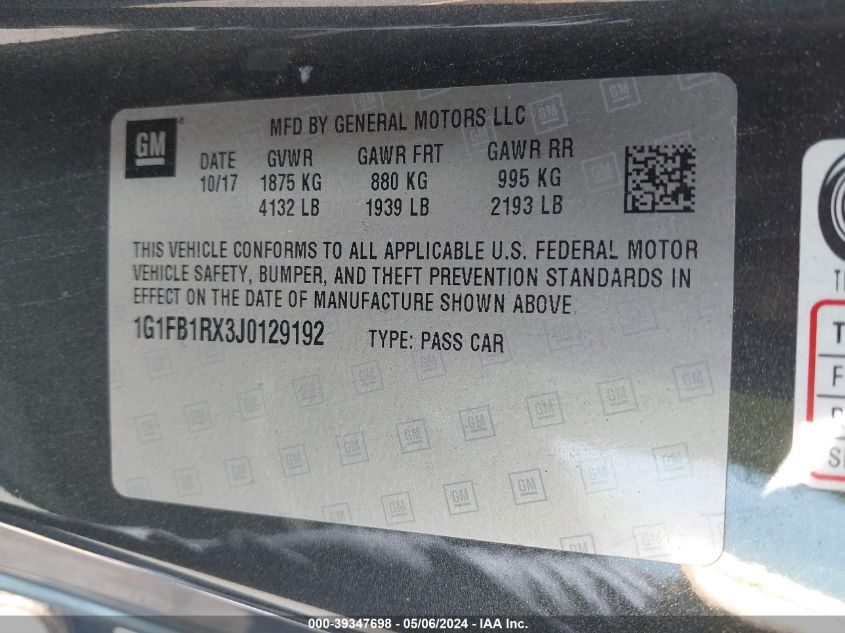 GM
MFD BY GENERAL MOTORS LLC
DATE GVWR GAWR FRT GAWR RR
10/17 1875 KG 880 KG 995 KG
4132 LB 1939 LB 2193 LB
THIS VEHICLE CONFORMS TO ALL APPLICABLE U.S. FEDERAL MOTOR
VEHICLE SAFETY, BUMPER, AND THEFT PREVENTION STANDARDS IN
EFFECT ON THE DATE OF MANUFACTURE SHOWN ABOVE.
1G1FB1RX3J0129192 TYPE: PASS CAR
000-39347698 - 05/06/2024 - IAA Inc.